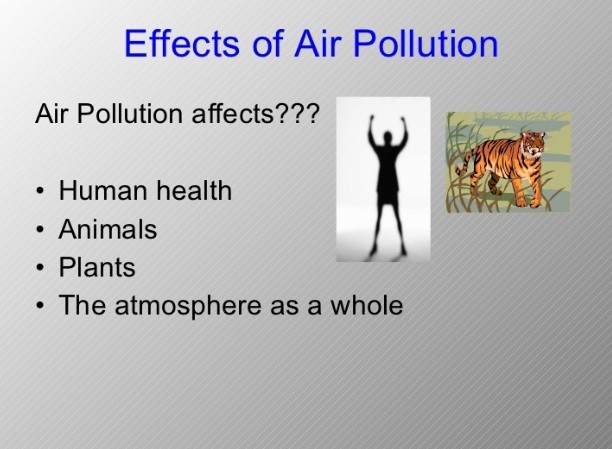 Effects of Air Pollution
Air Pollution affects???
• Human health
• Animals
• Plants
• The atmosphere as a whole